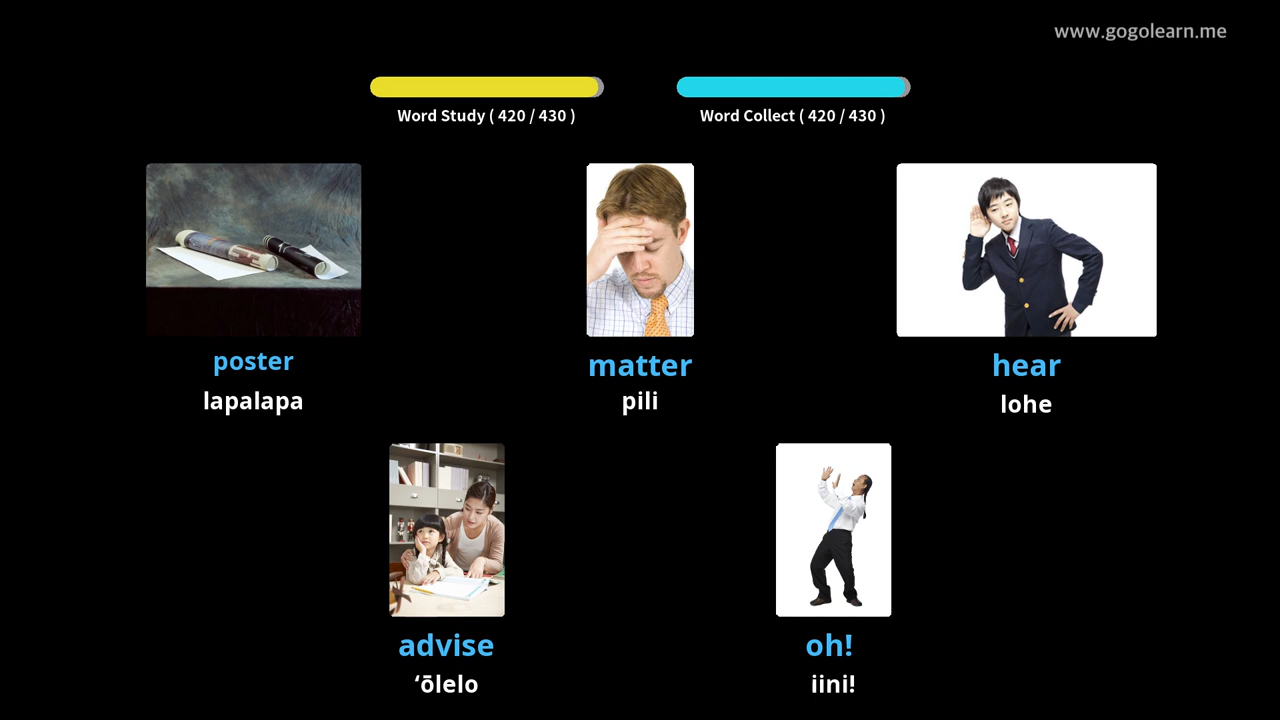 www.gogolearn.me
Word Study ( 420 / 430 )
Word Collect ( 420 / 430 )
poster
lapalapa
matter
pili
hear
lohe
advise
ʻōlelo
oh!
iini!